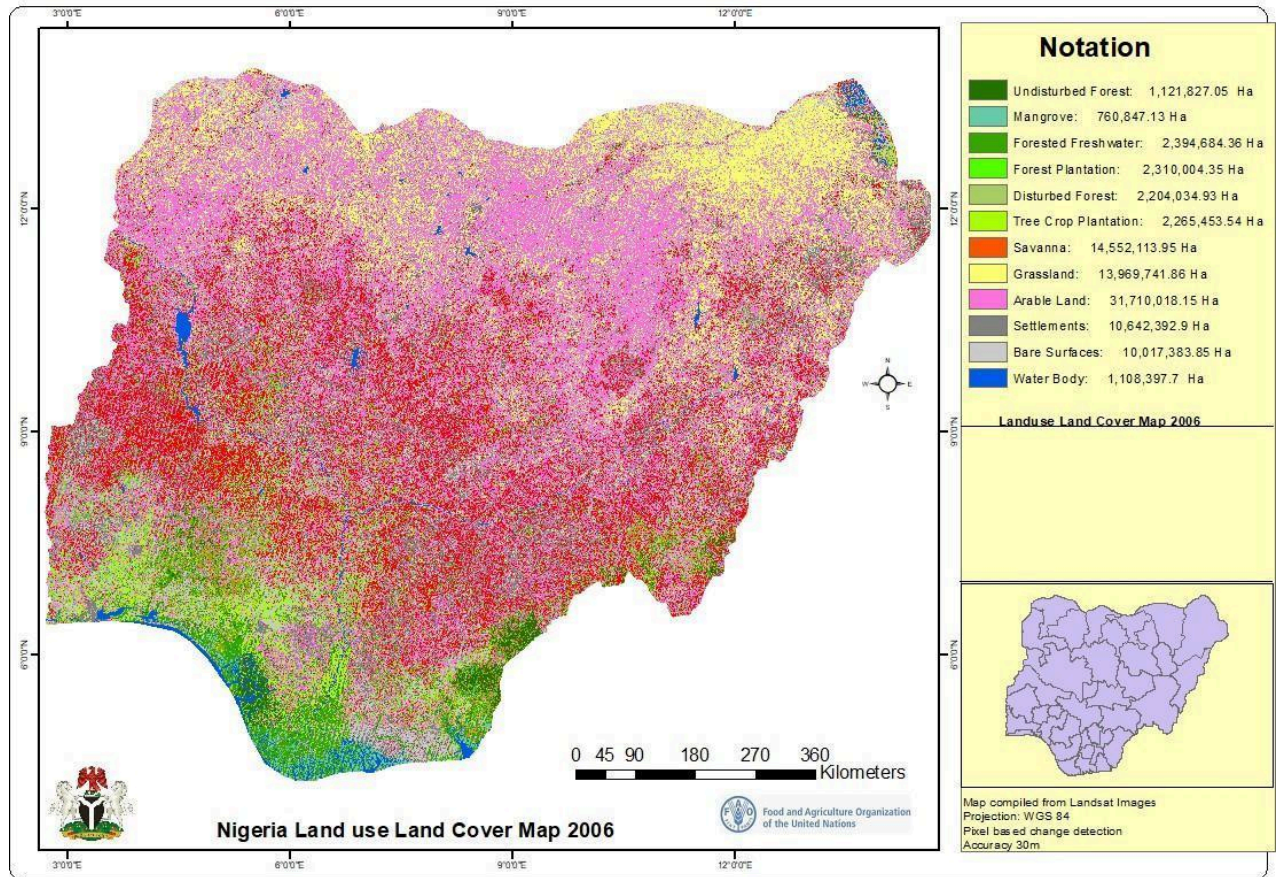 3°0'0"E 6°0'0"E 9°0'0"E 12°0'0"E
12°0'0"N 12°0'0"N
9°0'0"N 9°0'0"N
6°0'0"N 6°0'0"N
N
W E
S
0 45 90 180 270 360
Kilometers
Nigeria Land use Land Cover Map 2006
FAO
Food and Agriculture Organization
of the United Nations
3°0'0"E 6°0'0"E 9°0'0"E 12°0'0"E
Notation
Undisturbed Forest: 1,121,827.05 Ha
Mangrove: 760,847.13 Ha
Forested Freshwater: 2,394,684.36 Ha
Forest Plantation: 2,310,004.35 Ha
Disturbed Forest: 2,204,034.93 Ha
Tree Crop Plantation: 2,265,453.54 Ha
Savanna: 14,552,113.95 Ha
Grassland: 13,969,741.86 Ha
Arable Land: 31,710,018.15 Ha
Settlements: 10,642,392.9 Ha
Bare Surfaces: 10,017,383.85 Ha
Water Body: 1,108,397.7 Ha
Landuse Land Cover Map 2006
Map compiled from Landsat Images
Projection: WGS 84
Pixel based change detection
Accuracy 30m